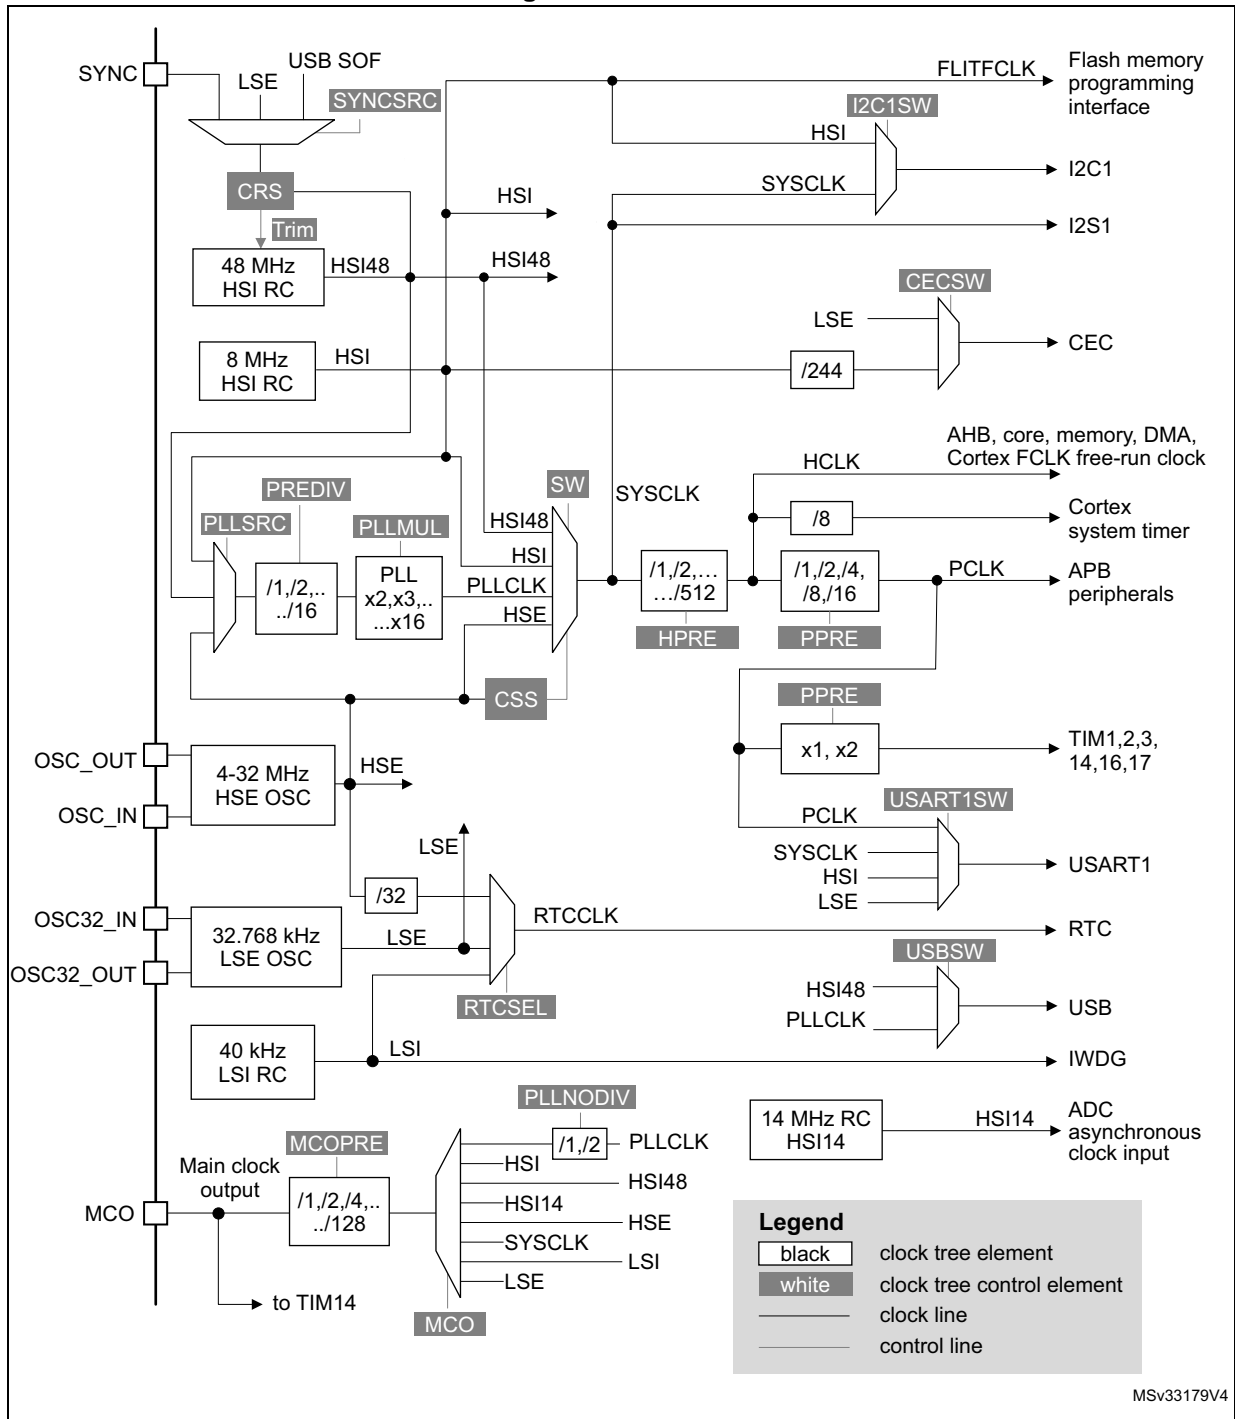 SYNC
LSE
USB SOF
SYNCSRC
CRS
Trim
48 MHz
HSI RC
HSI48
HSI
HSI48
8 MHz
HSI RC
HSI
FLITFCLK
Flash memory
programming
interface
I2C1SW
HSI
SYSCLK
I2C1
I2S1
CECSW
LSE
/244
CEC
AHB, core, memory, DMA,
Cortex FCLK free-run clock
HCLK
/8
Cortex
system timer
PLLSRC
PREDIV
/1,/2,..
../16
PLLMUL
PLL
x2,x3,..
...x16
SW
HSI48
HSI
PLLCLK
HSE
CSS
SYSCLK
/1,/2,...
.../512
HPRE
/1,/2,/4,
/8,/16
PPRE
PCLK
APB
peripherals
PPRE
x1, x2
TIM1,2,3,
14,16,17
OSC_OUT
OSC_IN
4-32 MHz
HSE OSC
HSE
USART1SW
PCLK
SYSCLK
HSI
LSE
USART1
LSE
/32
OSC32_IN
OSC32_OUT
32.768 kHz
LSE OSC
LSE
RTCCLK
RTC
RTCSEL
USBSW
HSI48
PLLCLK
USB
40 kHz
LSI RC
LSI
IWDG
14 MHz RC
HSI14
HSI14
ADC
asynchronous
clock input
PLLNODIV
/1,/2
PLLCLK
HSI
HSI48
HSI14
HSE
SYSCLK
LSI
LSE
MCO
MCOPRE
/1,/2,/4,..
../128
Main clock
output
MCO
to TIM14
Legend
black
clock tree element
white
clock tree control element
clock line
control line
MSv33179V4